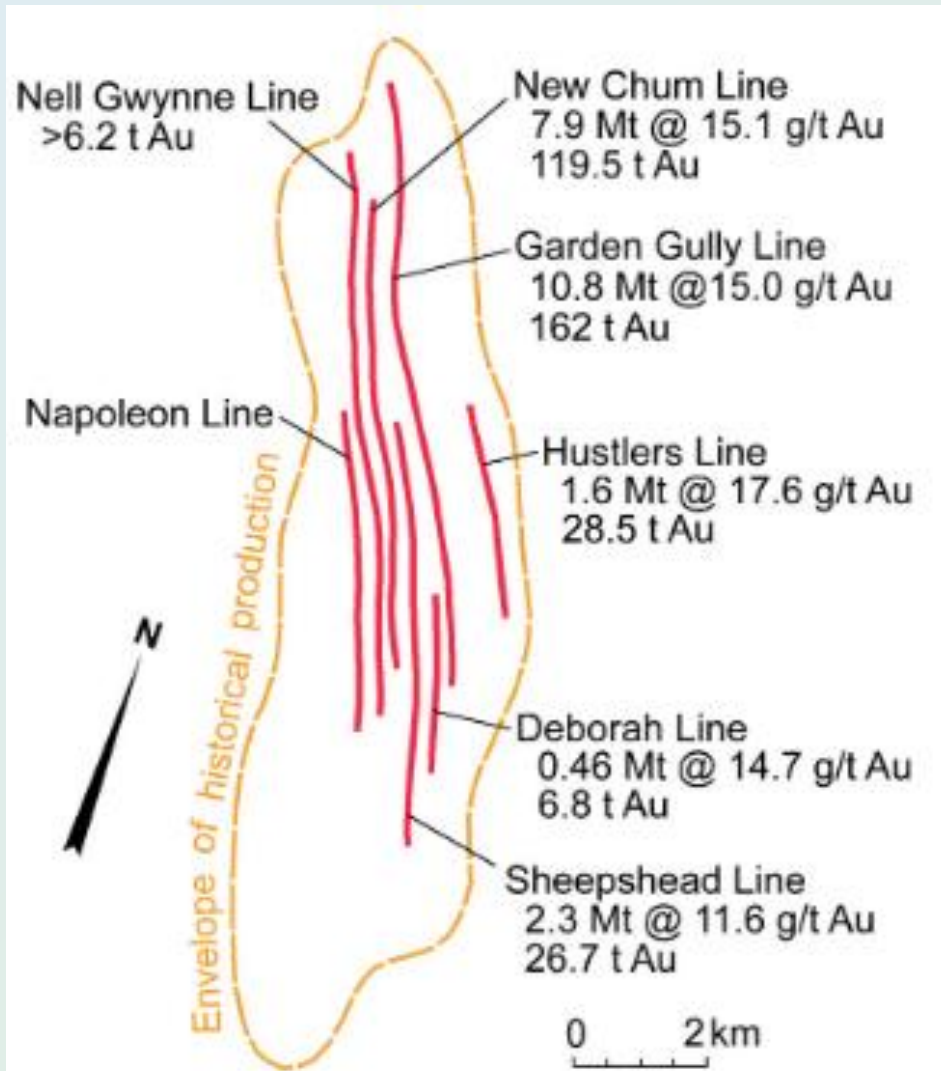 Nell Gwynne Line
>6.2 t Au
New Chum Line
7.9 Mt @ 15.1 g/t Au
119.5 t Au
Garden Gully Line
10.8 Mt @15.0 g/t Au
162 t Au
Napoleon Line
Hustlers Line
1.6 Mt @ 17.6 g/t Au
28.5 t Au
Envelope of historical production
N
Deborah Line
0.46 Mt @ 14.7 g/t Au
6.8 t Au
Sheepshead Line
2.3 Mt @ 11.6 g/t Au
26.7 t Au
0 2 km